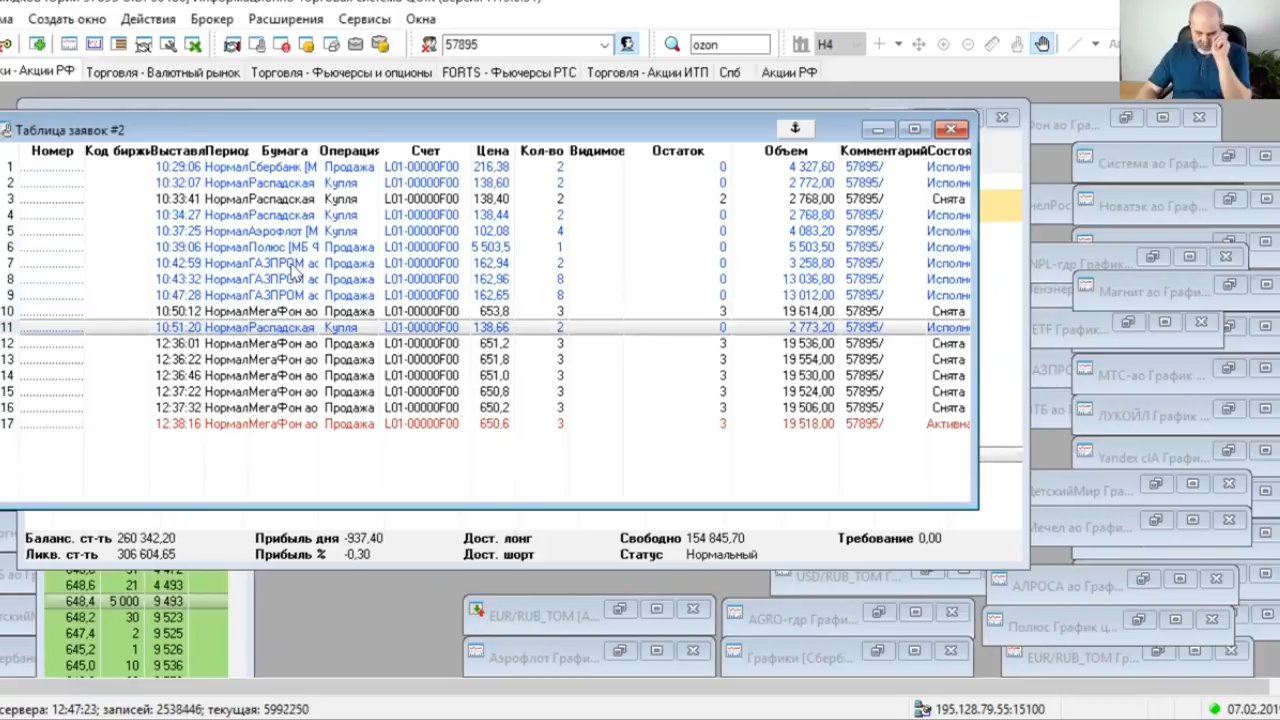 Создать окно Действия Брокер Расширения Сервисы Окна
57895 ozon H4
Акции РФ Торговля - Валютный рынок Торговля - Фьючерсы и опционы FORTS - Фьючерсы РТС Торговля - Акции ИТП Спб Акции РФ
Таблица заявок #2
Номер Код биржи Выставл Период Бумага Операция Счет Цена Кол-во Видимое Остаток Объем Комментарий Состоя
1 10:29:06 Нормал Сбербанк [М Продажа L01-00000F00 216,38 2 0 4 327,60 57895/ Исполн
2 10:32:07 Нормал Распадская Купля L01-00000F00 138,60 2 0 2 772,00 57895/ Исполн
3 10:33:41 Нормал Распадская Купля L01-00000F00 138,40 2 2 2 768,00 57895/ Снята
4 10:34:27 Нормал Распадская Купля L01-00000F00 138,44 2 0 2 768,80 57895/ Исполн
5 10:37:25 Нормал Аэрофлот [М Купля L01-00000F00 102,08 4 0 4 083,20 57895/ Исполн
6 10:39:06 Нормал Полюс [МБ Ф Продажа L01-00000F00 5 503,5 1 0 5 503,50 57895/ Исполн
7 10:42:59 Нормал ГАЗПРОМ ао Продажа L01-00000F00 162,94 2 0 3 258,80 57895/ Исполн
8 10:43:32 Нормал ГАЗПРОМ ао Продажа L01-00000F00 162,96 8 0 13 036,80 57895/ Исполн
9 10:47:28 Нормал ГАЗПРОМ ао Продажа L01-00000F00 162,65 8 0 13 012,00 57895/ Исполн
10 10:50:12 Нормал МегаФон ао Продажа L01-00000F00 653,8 3 3 19 614,00 57895/ Снята
11 10:51:20 Нормал Распадская Купля L01-00000F00 138,66 2 0 2 773,20 57895/ Исполн
12 12:36:01 Нормал МегаФон ао Продажа L01-00000F00 651,2 3 3 19 536,00 57895/ Снята
13 12:36:22 Нормал МегаФон ао Продажа L01-00000F00 651,8 3 3 19 554,00 57895/ Снята
14 12:36:46 Нормал МегаФон ао Продажа L01-00000F00 651,0 3 3 19 530,00 57895/ Снята
15 12:37:22 Нормал МегаФон ао Продажа L01-00000F00 650,8 3 3 19 524,00 57895/ Снята
16 12:37:32 Нормал МегаФон ао Продажа L01-00000F00 650,2 3 3 19 506,00 57895/ Снята
17 12:38:16 Нормал МегаФон ао Продажа L01-00000F00 650,6 3 3 19 518,00 57895/ Активна
Баланс. ст-ть 260 342,20 Прибыль дня -937,40 Дост. лонг Свободно 154 845,70 Требование 0,00
Ликв. ст-ть 306 604,65 Прибыль % -0,30 Дост. шорт Статус Нормальный
648,6 21 4 493
648,4 5 000 9 493
648,2 30 9 523
647,4 2 9 525
645,2 1 9 526
645,0 10 9 536
Система ао Граф...
Новатэк ао Граф...
NPL-гдр График...
Магнит ао Графи...
ETF Графи...
МТС-ао График ...
ЛУКОЙЛ График...
Yandex clA Графи...
ДетскийМир Гра...
Мечел ао Графи...
USD/RUB_TOM Г...
АЛРОСА ао Граф...
EUR/RUB_TOM [А...
AGRO-гдр Графи...
Полюс График ц...
Аэрофлот Графи...
Графики [Сберб...
EUR/RUB_TOM Гр...
сервера: 12:47:23; записей: 2538446; текущая: 5992250
195.128.79.55:15100
07.02.201